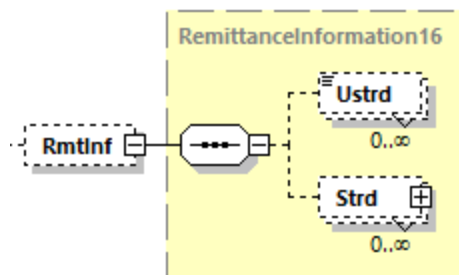 RemittanceInformation16
Ustrd
0..∞
RmtInf
Strd
0..∞